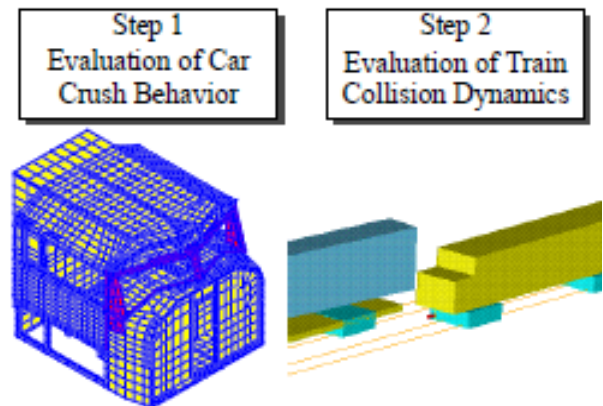 Step 1
Evaluation of Car
Crush Behavior
Step 2
Evaluation of Train
Collision Dynamics